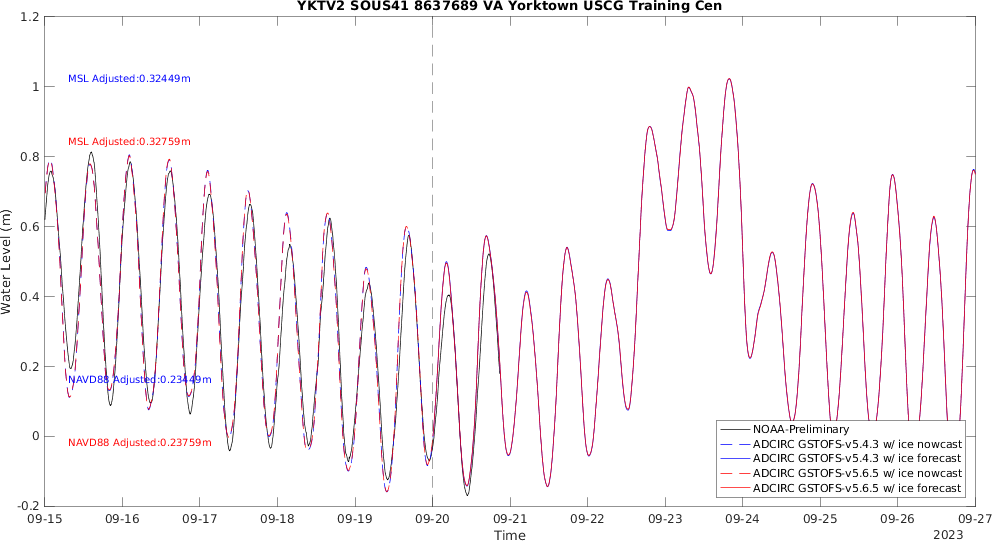 YKTV2 SOUS41 8637689 VA Yorktown USCG Training Cen
1.2
1
0.8
0.6
0.4
0.2
0
-0.2
Water Level (m)
MSL Adjusted:0.32449m
MSL Adjusted:0.32759m
NAVD88 Adjusted:0.23449m
NAVD88 Adjusted:0.23759m
NOAA-Preliminary
ADCIRC GSTOFS-v5.4.3 w/ ice nowcast
ADCIRC GSTOFS-v5.4.3 w/ ice forecast
ADCIRC GSTOFS-v5.6.5 w/ ice nowcast
ADCIRC GSTOFS-v5.6.5 w/ ice forecast
09-15 09-16 09-17 09-18 09-19 09-20 09-21 09-22 09-23 09-24 09-25 09-26 09-27
Time
2023